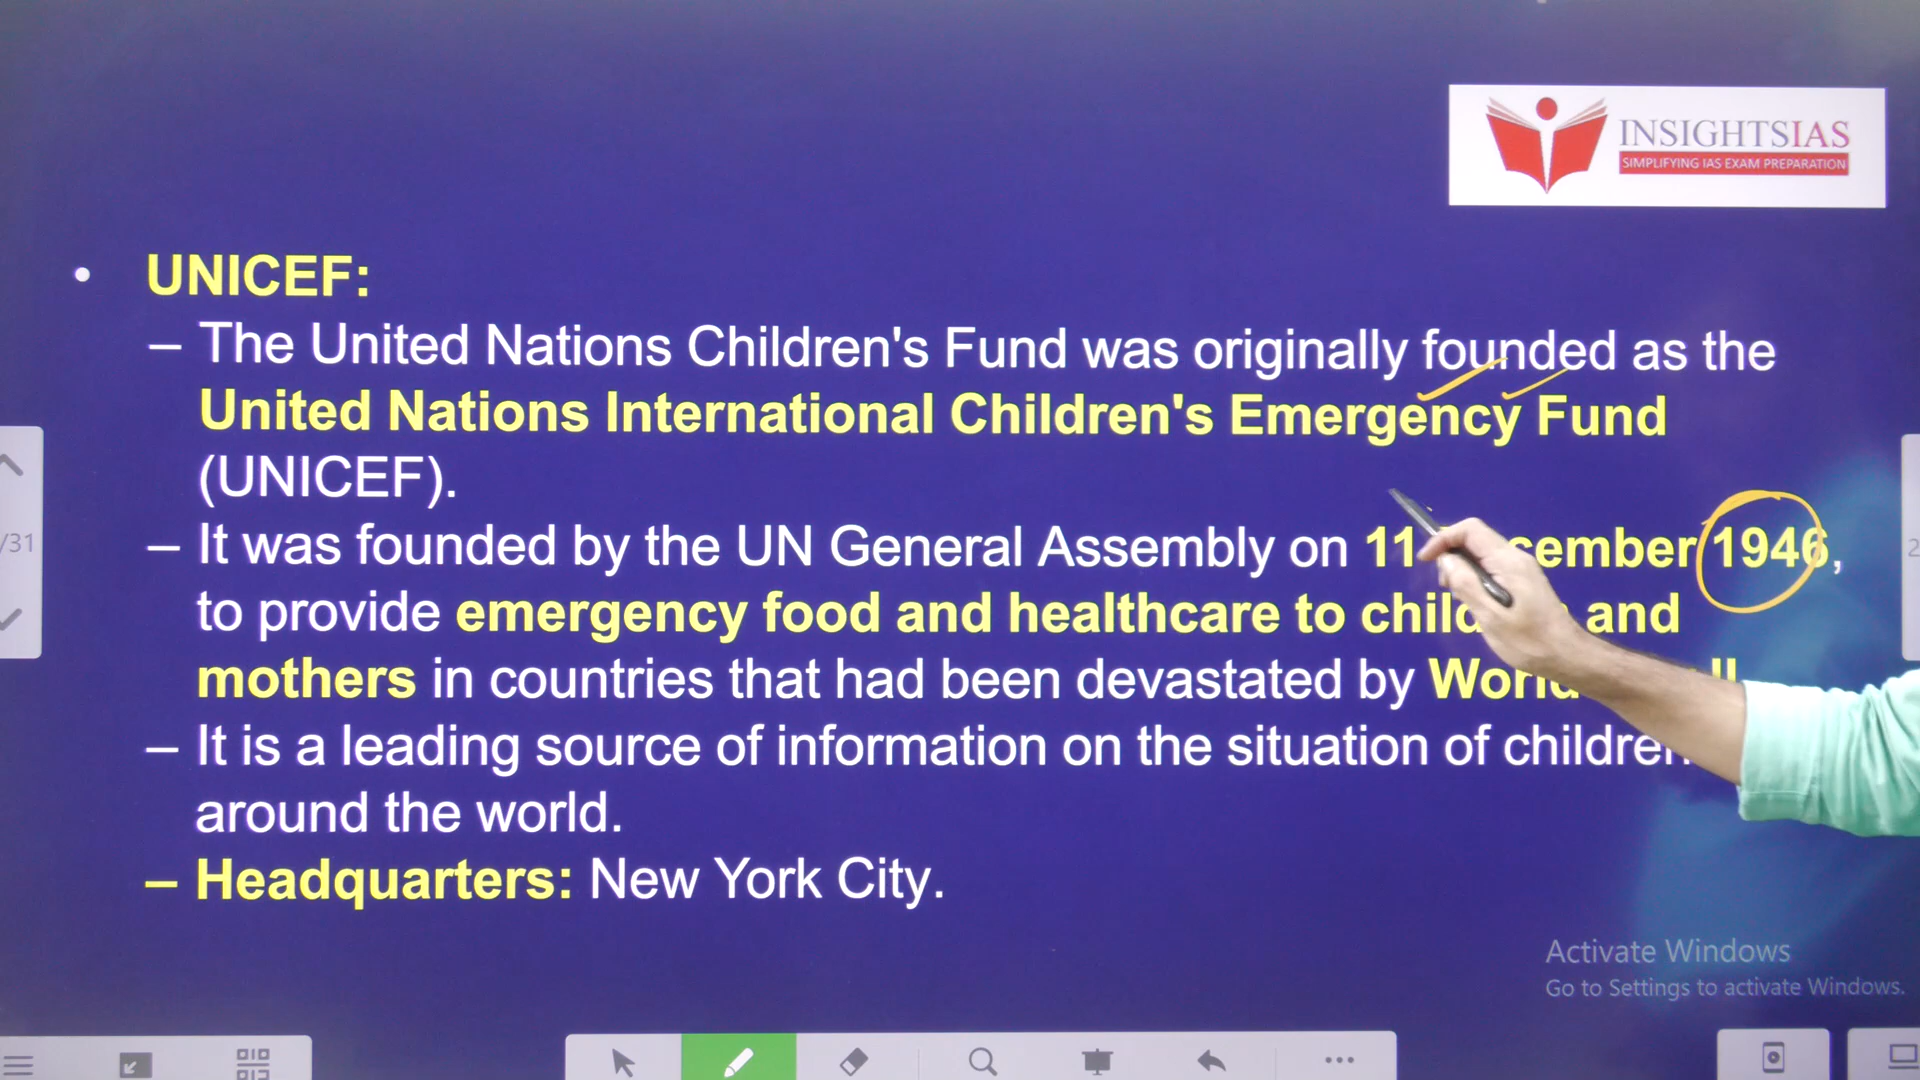 INSIGHTSIAS
SIMPLIFYING IAS EXAM PREPARATION
• UNICEF:
– The United Nations Children's Fund was originally founded as the
United Nations International Children's Emergency Fund
(UNICEF).
– It was founded by the UN General Assembly on 11 1946,
to provide emergency food and healthcare to and
mothers in countries that had been devastated by II
– It is a leading source of information on the situation of children
around the world.
– Headquarters: New York City.
/31
2
Activate Windows
Go to Settings to activate Windows.